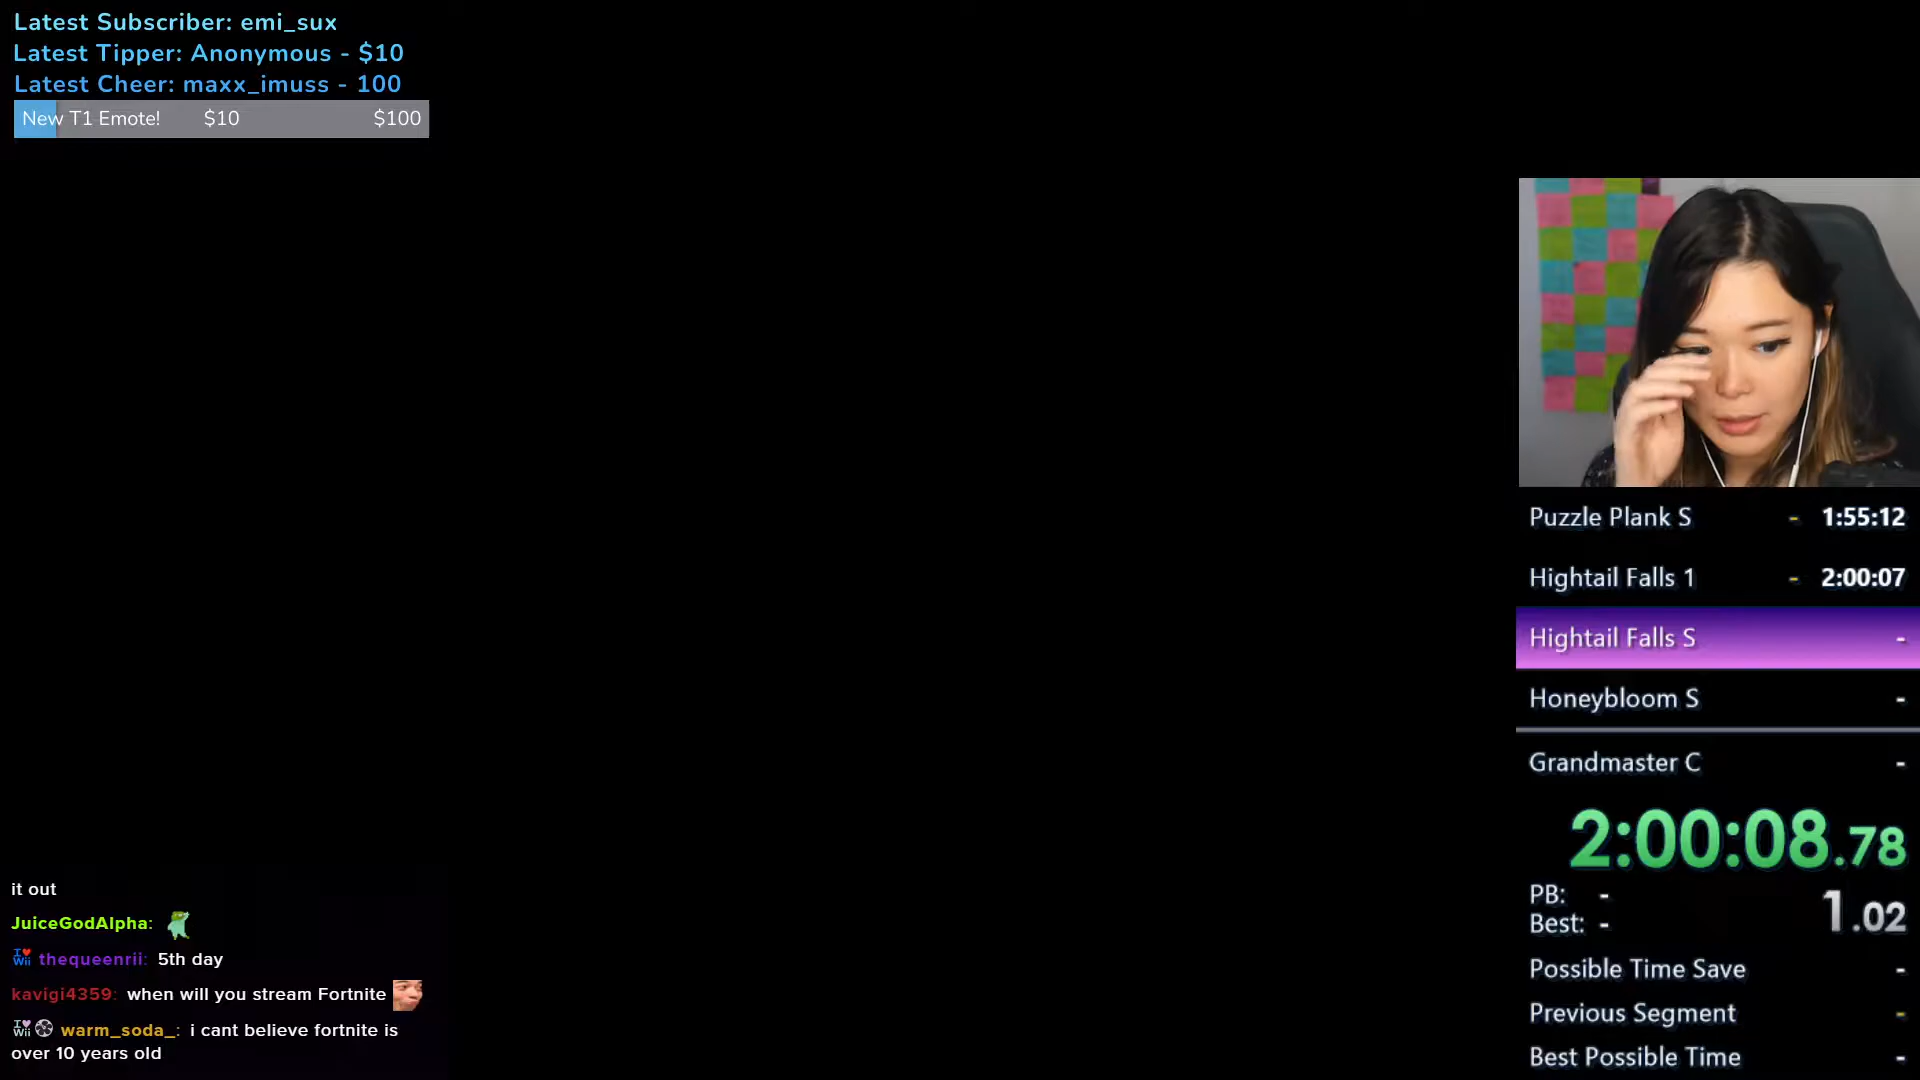 Latest Subscriber: emi_sux
Latest Tipper: Anonymous - $10
Latest Cheer: maxx_imuss - 100
New T1 Emote! $10 $100
Puzzle Plank S - 1:55:12
Hightail Falls 1 - 2:00:07
Hightail Falls S -
Honeybloom S -
Grandmaster C -
2:00:08.78
PB: -
Best: -
1.02
Possible Time Save -
Previous Segment -
Best Possible Time -
it out
JuiceGodAlpha:
I♥Wii thequeenrii: 5th day
kavigi4359: when will you stream Fortnite
I♥Wii warm_soda_: i cant believe fortnite is
over 10 years old